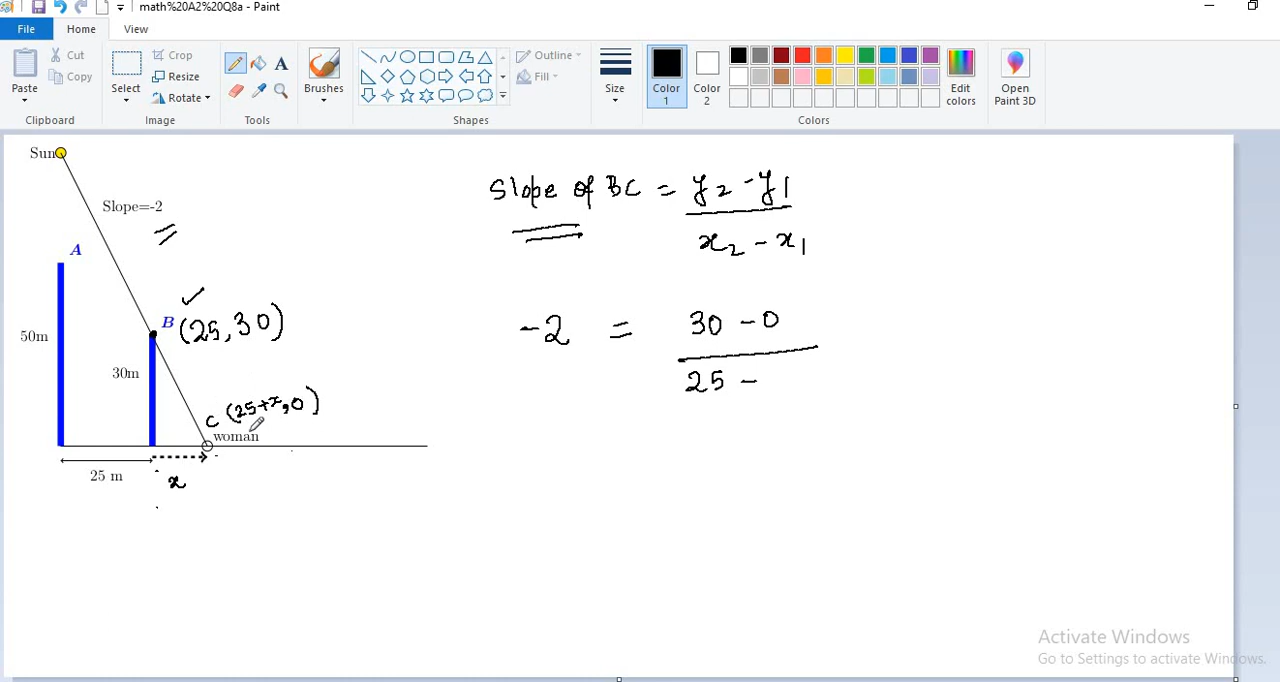 math%20A2%20Q8a - Paint
File Home View
Paste
Cut
Copy
Clipboard
Select
Crop
Resize
Rotate
Image
A
Tools
Brushes
Outline
Fill
Shapes
Size
Color 1
Color 2
Edit colors
Colors
Open Paint 3D
Sun
Slope=-2
A
50m
B (25,30)
30m
C (25+x,0)
woman
25 m
x
Slope of BC = y2 - y1
x2 - x1
-2 = 30 - 0
25 -
Activate Windows
Go to Settings to activate Windows.